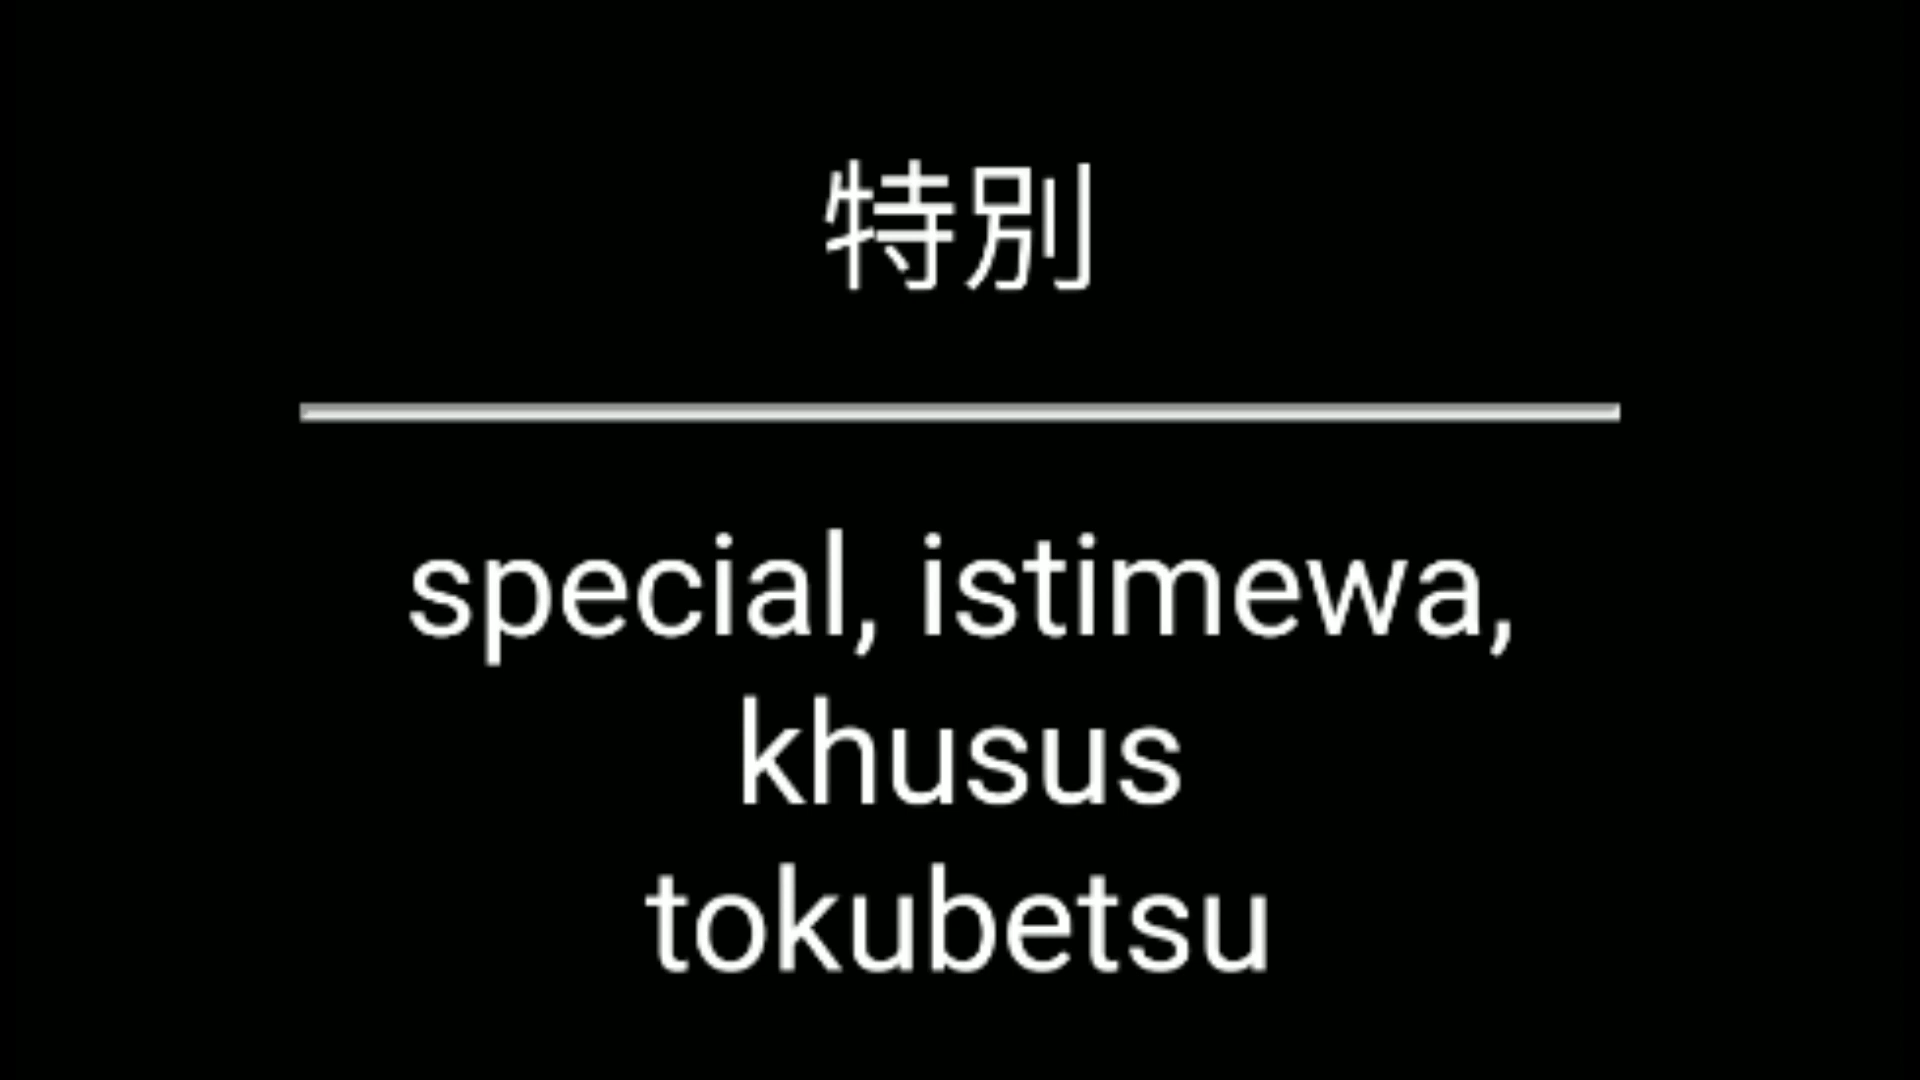 特別
special, istimewa,
khusus
tokubetsu